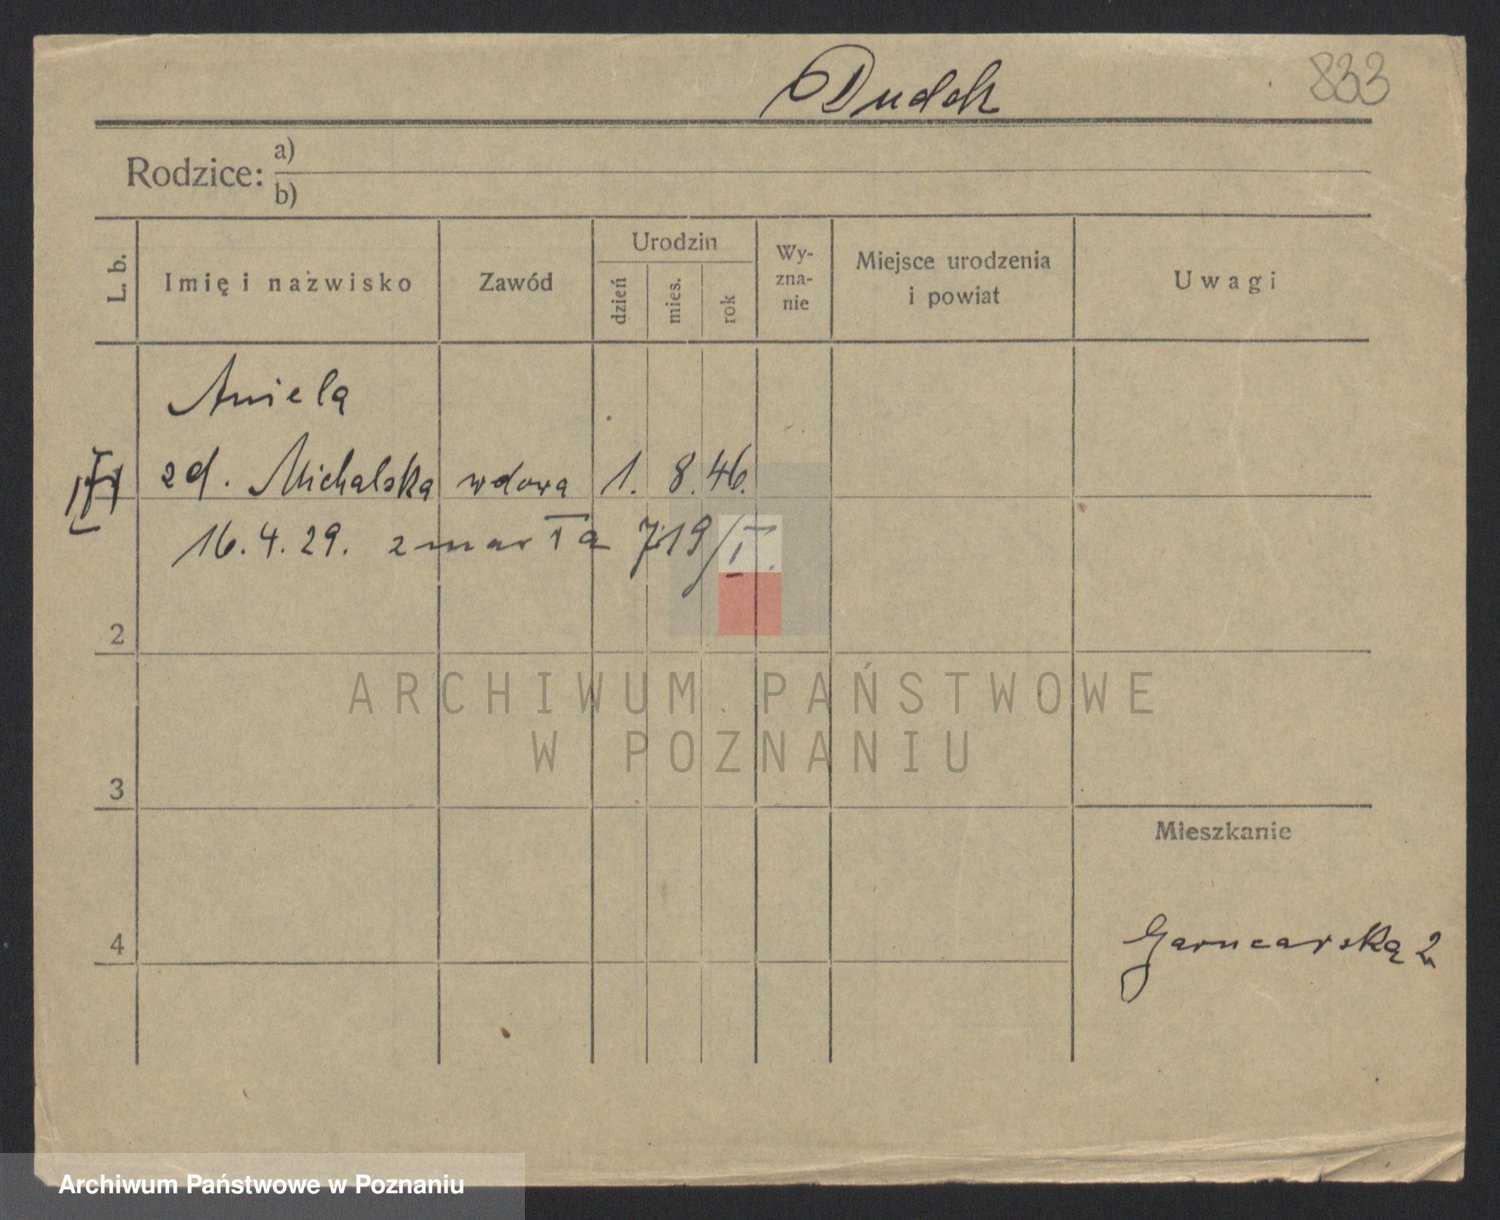 Dudek 833
Rodzice: a)
b)
L. b. Imię i nazwisko Zawód Urodzin dzień mies. rok Wy-zna-nie Miejsce urodzenia i powiat Uwagi
Aniela
zd. Michalska wdowa 1. 8. 46.
16. 4. 29. zmarła 719/I.
2
3
4
Mieszkanie
Garncarska 2
ARCHIWUM PAŃSTWOWE
W POZNANIU
Archiwum Państwowe w Poznaniu